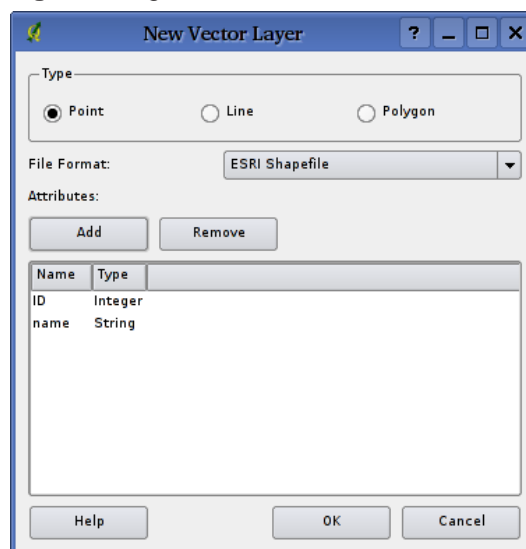 New Vector Layer ?
Type
Point Line Polygon
File Format: ESRI Shapefile
Attributes:
Add Remove
Name Type
ID Integer
name String
Help OK Cancel